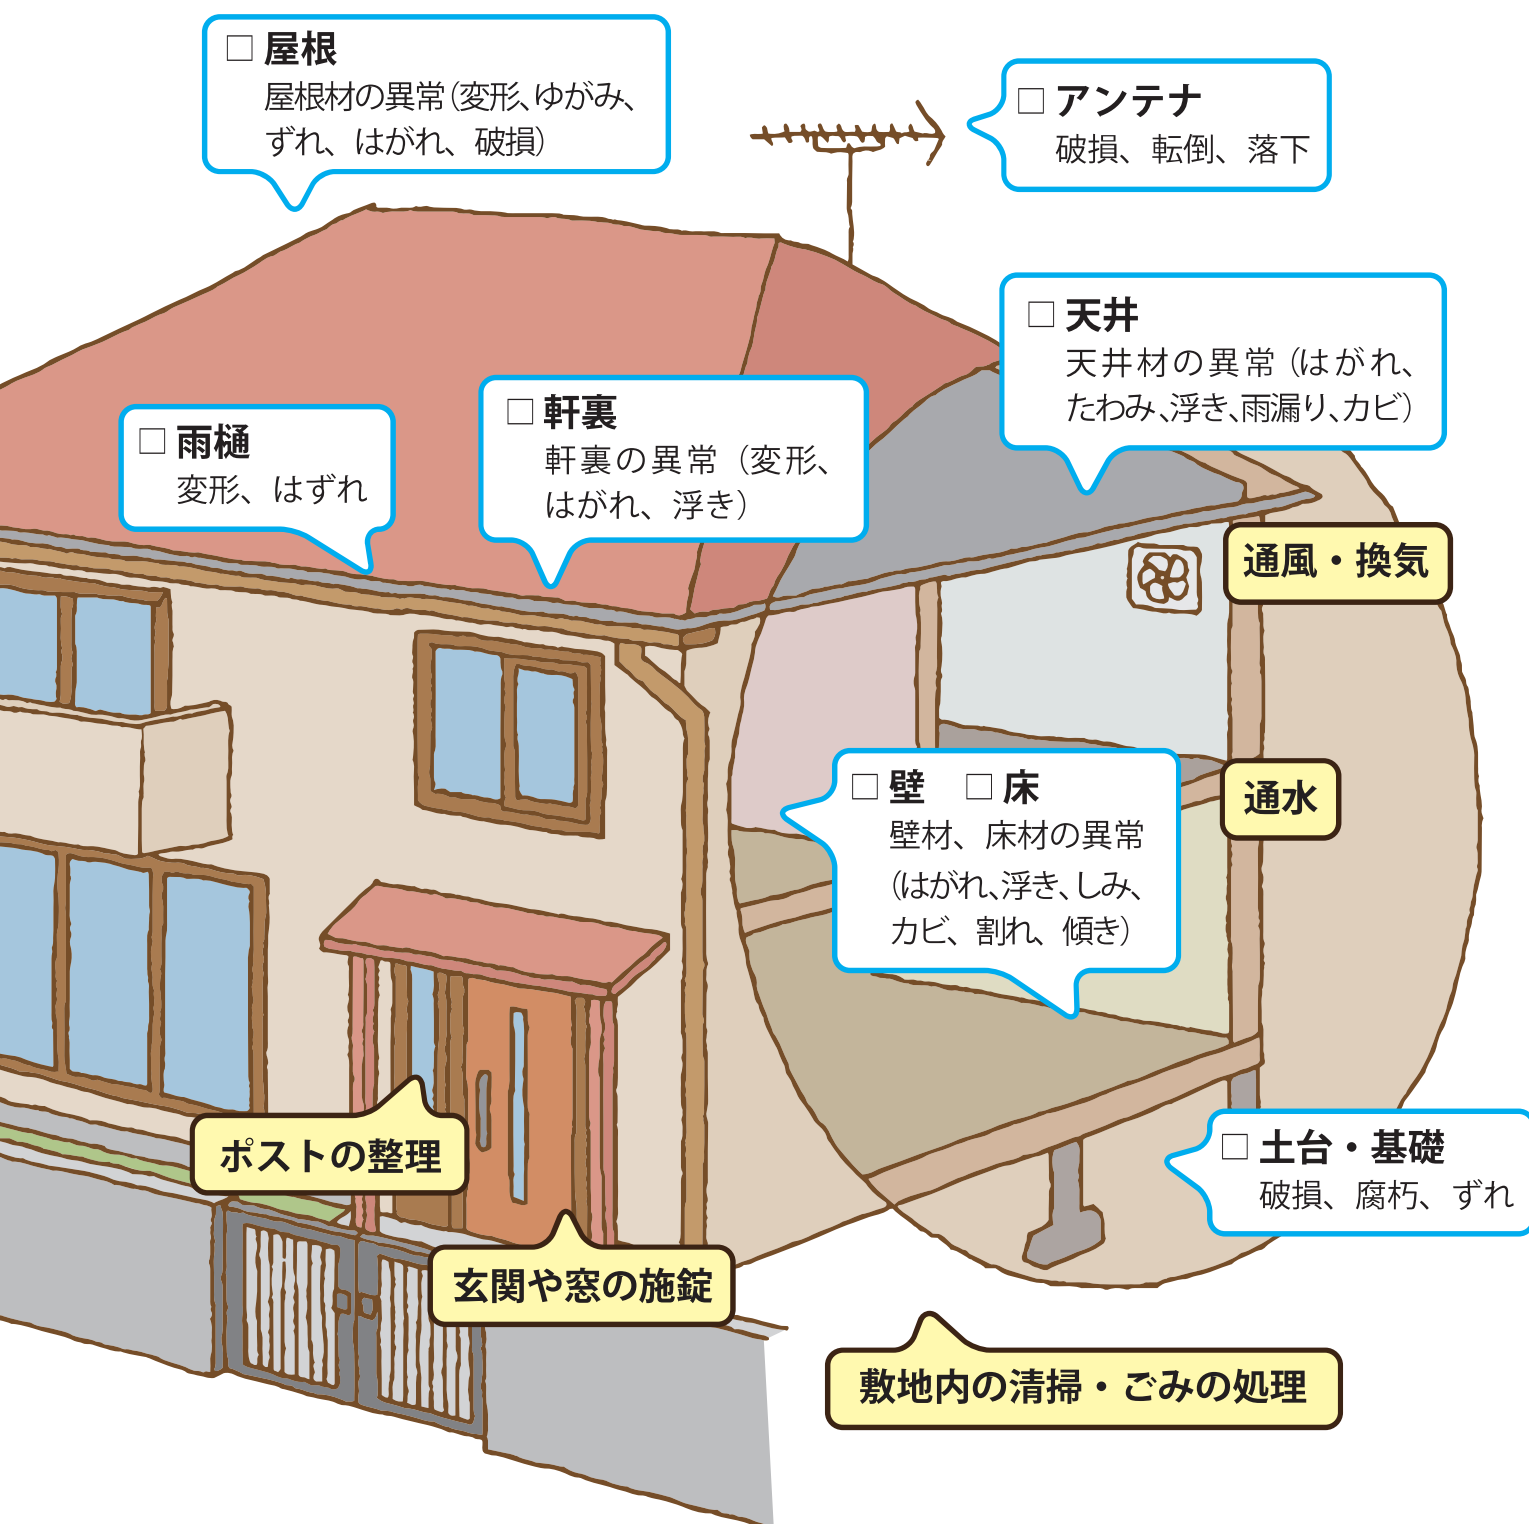 □ 屋根
屋根材の異常（変形、ゆがみ、
ずれ、はがれ、破損）
□ アンテナ
破損、転倒、落下
□ 天井
天井材の異常（はがれ、
たわみ、浮き、雨漏り、カビ）
□ 雨樋
変形、はずれ
□ 軒裏
軒裏の異常（変形、
はがれ、浮き）
通風・換気
□ 壁　□ 床
壁材、床材の異常
（はがれ、浮き、しみ、
カビ、割れ、傾き）
通水
ポストの整理
□ 土台・基礎
破損、腐朽、ずれ
玄関や窓の施錠
敷地内の清掃・ごみの処理